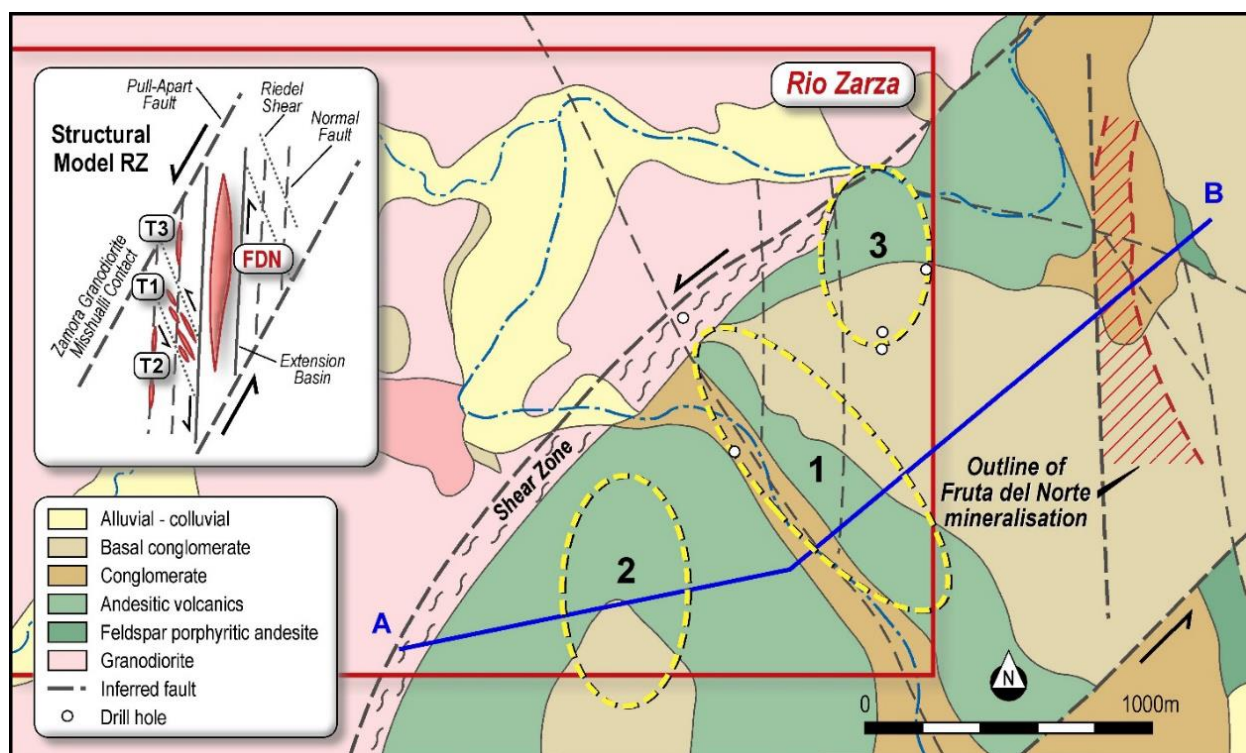 Rio Zarza
Pull-Apart
Fault
Riedel
Shear
Normal
Fault
Structural
Model RZ
T3
FDN
T1
T2
Zamora Granodiorite
Misshualli Contact
Extension
Basin
B
3
1
2
A
Shear Zone
Outline of
Fruta del Norte
mineralisation
Alluvial - colluvial
Basal conglomerate
Conglomerate
Andesitic volcanics
Feldspar porphyritic andesite
Granodiorite
Inferred fault
Drill hole
N
0 1000m